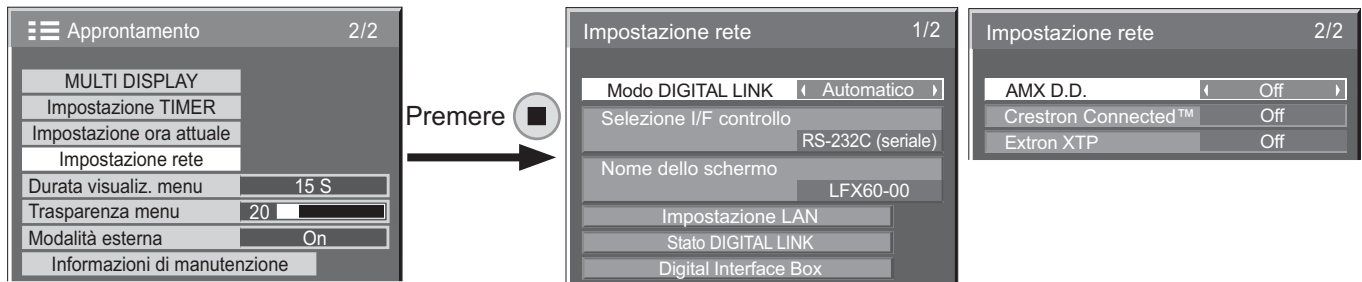 Approntamento 2/2
MULTI DISPLAY
Impostazione TIMER
Impostazione ora attuale
Impostazione rete
Durata visualiz. menu 15 S
Trasparenza menu 20
Modalità esterna On
Informazioni di manutenzione
Premere
Impostazione rete 1/2
Modo DIGITAL LINK Automatico
Selezione I/F controllo
RS-232C (seriale)
Nome dello schermo
LFX60-00
Impostazione LAN
Stato DIGITAL LINK
Digital Interface Box
Impostazione rete 2/2
AMX D.D. Off
Crestron Connected™ Off
Extron XTP Off